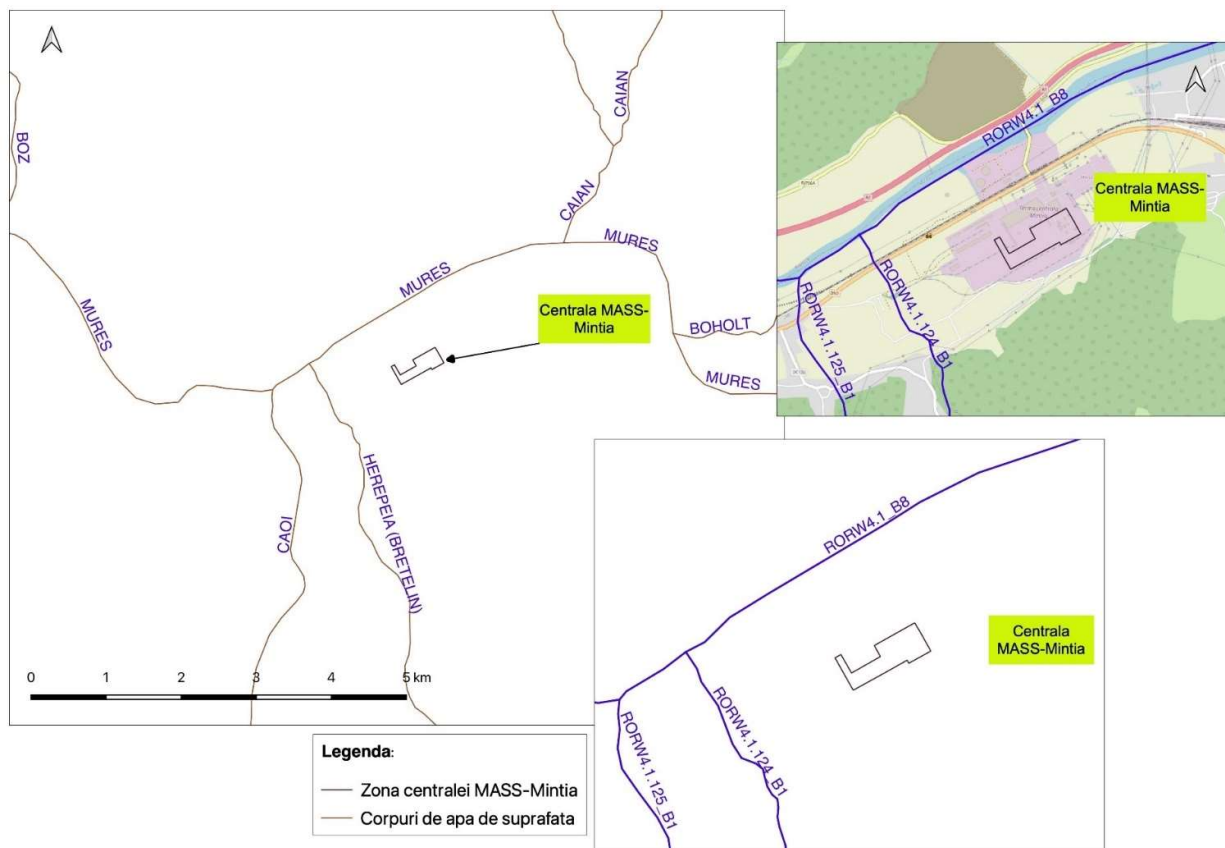 CAIAN
BOZ
CAIAN
MURES
MURES
MURES
Centrala MASS-
Mintia
BOHOLT
MURES
CAOI
HEREPEIA (BRETELIN)
0 1 2 3 4 5 km
RORW4.1_B8
Centrala MASS-
Mintia
RORW4.1.124_B1
RORW4.1.125_B1
RORW4.1_B8
Centrala
MASS-Mintia
RORW4.1.124_B1
RORW4.1.125_B1
Legenda:
Zona centralei MASS-Mintia
Corpuri de apa de suprafata